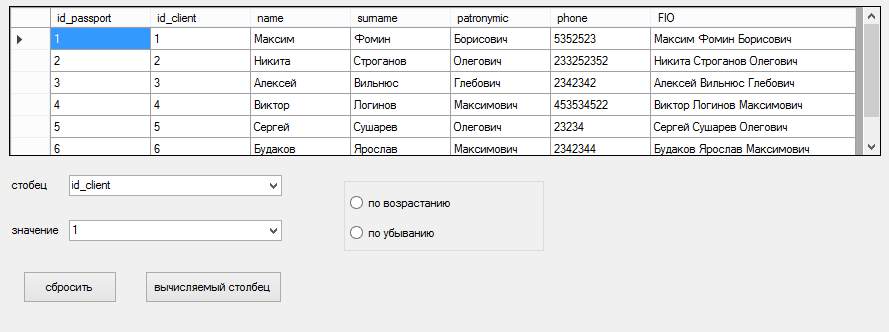 id_passport id_client name surname patronymic phone FIO
1 1 Максим Фомин Борисович 5352523 Максим Фомин Борисович
2 2 Никита Строганов Олегович 233252352 Никита Строганов Олегович
3 3 Алексей Вильнюс Глебович 2342342 Алексей Вильнюс Глебович
4 4 Виктор Логинов Максимович 453534522 Виктор Логинов Максимович
5 5 Сергей Сушарев Олегович 23234 Сергей Сушарев Олегович
6 6 Будаков Ярослав Максимович 2342344 Будаков Ярослав Максимович
стобец id_client
по возрастанию
значение 1
по убыванию
сбросить вычисляемый столбец